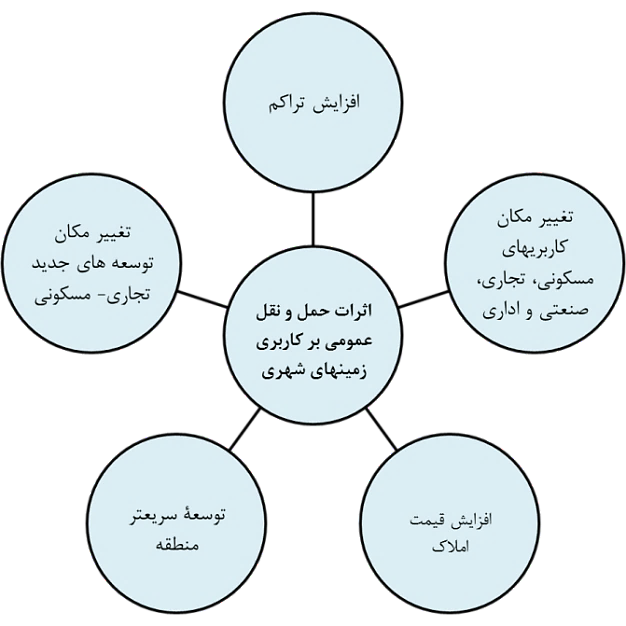 افزایش تراکم
تغییر مکان
کاربریهای
مسکونی، تجاری،
صنعتی و اداری
تغییر مکان
توسعه های جدید
تجاری- مسکونی
اثرات حمل و نقل
عمومی بر کاربری
زمینهای شهری
افزایش قیمت
املاک
توسعۀ سریعتر
منطقه